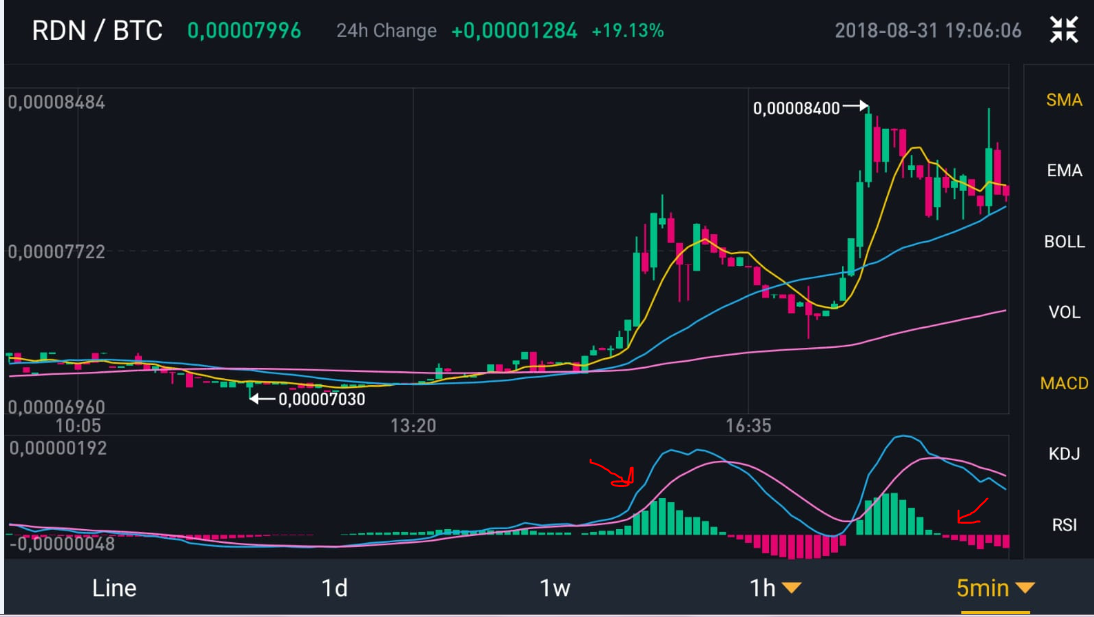 RDN / BTC 0,00007996 24h Change +0,00001284 +19.13% 2018-08-31 19:06:06
0,00008484
0,00008400
0,00007722
0,00007030
0,00006960
10:05 13:20 16:35
0,00000192
-0,00000048
SMA
EMA
BOLL
VOL
MACD
KDJ
RSI
Line 1d 1w 1h 5min